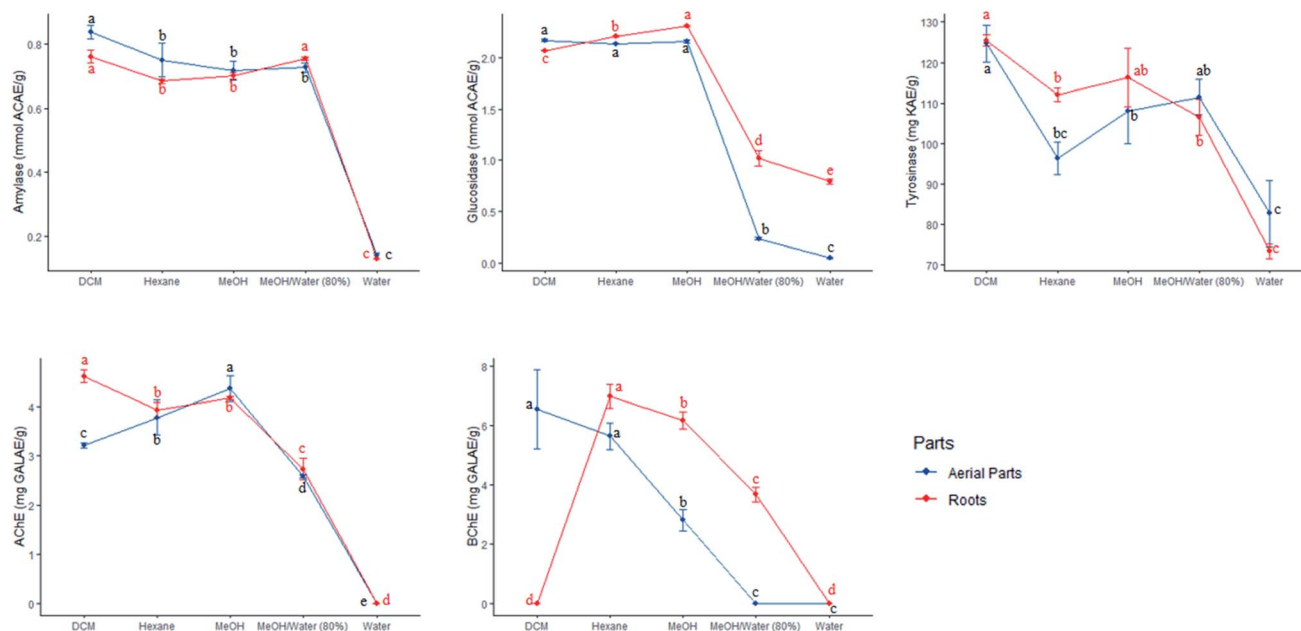 Amylase (mmol ACAE/g)
0.8
0.6
0.4
0.2
a
a
b
b
b
b
a
b
c c
DCM Hexane MeOH MeOH/Water (80%) Water
Glucosidase (mmol ACAE/g)
2.0
1.5
1.0
0.5
0.0
a
c
b
a
a
a
d
b
e
c
DCM Hexane MeOH MeOH/Water (80%) Water
Tyrosinase (mg KAE/g)
130
120
110
100
90
80
70
a
a
b
bc
ab
b
ab
b
c
c
DCM Hexane MeOH MeOH/Water (80%) Water
AChE (mg GALAE/g)
4
3
2
1
0
a
c
b
b
a
b
c
d
e d
DCM Hexane MeOH MeOH/Water (80%) Water
BChE (mg GALAE/g)
8
6
4
2
0
a
d
a
a
b
b
c
c
d
c
DCM Hexane MeOH MeOH/Water (80%) Water
Parts
Aerial Parts
Roots